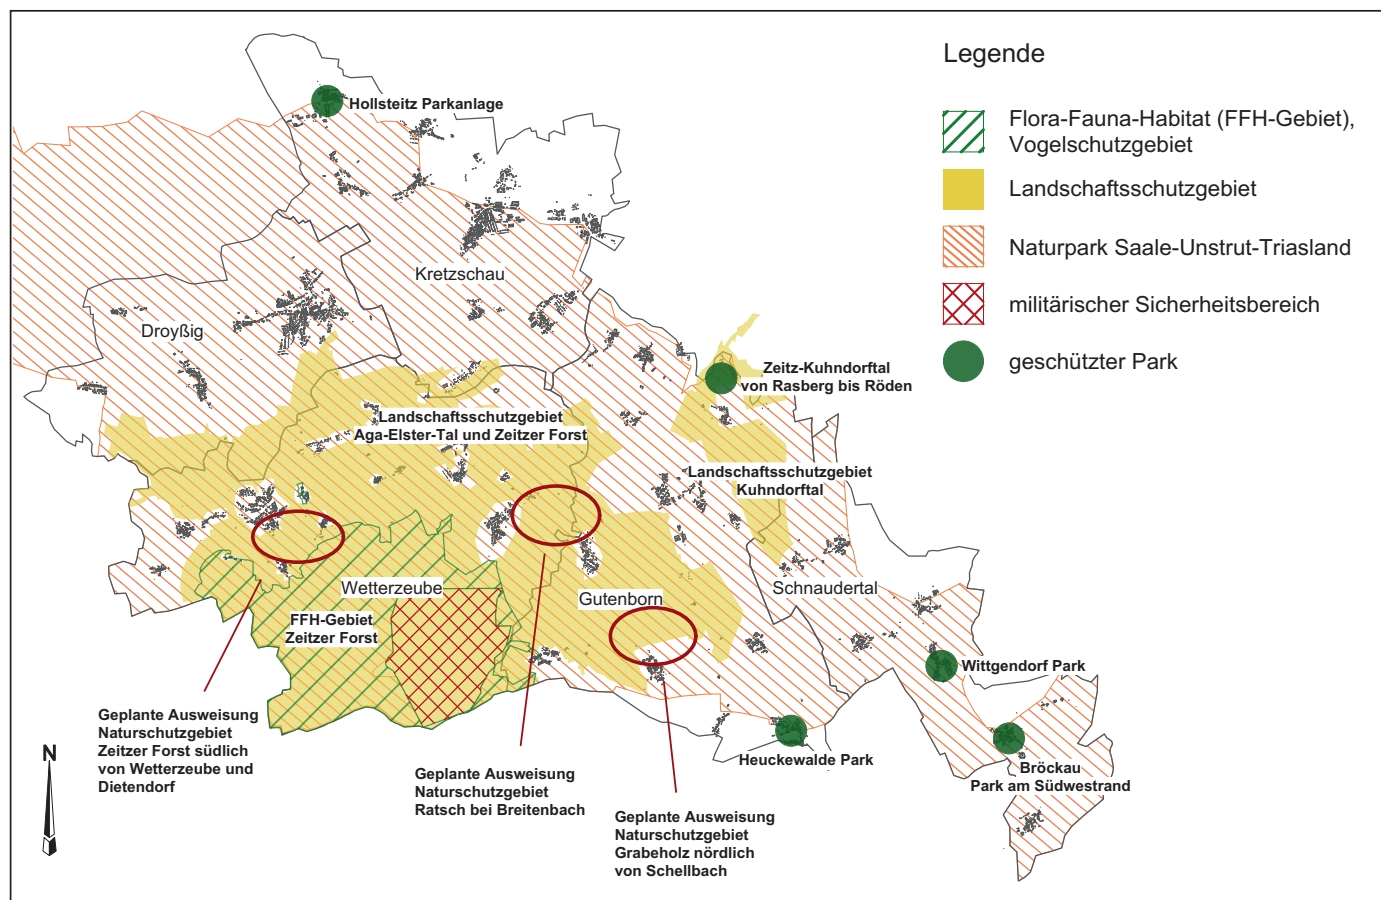 Legende
Flora-Fauna-Habitat (FFH-Gebiet),
Vogelschutzgebiet
Landschaftsschutzgebiet
Naturpark Saale-Unstrut-Triasland
militärischer Sicherheitsbereich
geschützter Park
Hollsteitz Parkanlage
Kretzschau
Droyßig
Zeitz-Kuhndorftal
von Rasberg bis Röden
Landschaftsschutzgebiet
Aga-Elster-Tal und Zeitzer Forst
Landschaftsschutzgebiet
Kuhndorftal
Wetterzeube
Gutenborn
Schnaudertal
FFH-Gebiet
Zeitzer Forst
Wittgendorf Park
Heuckewalde Park
Bröckau
Park am Südwestrand
Geplante Ausweisung
Naturschutzgebiet
Zeitzer Forst südlich
von Wetterzeube und
Dietendorf
Geplante Ausweisung
Naturschutzgebiet
Ratsch bei Breitenbach
Geplante Ausweisung
Naturschutzgebiet
Grabeholz nördlich
von Schellbach
N